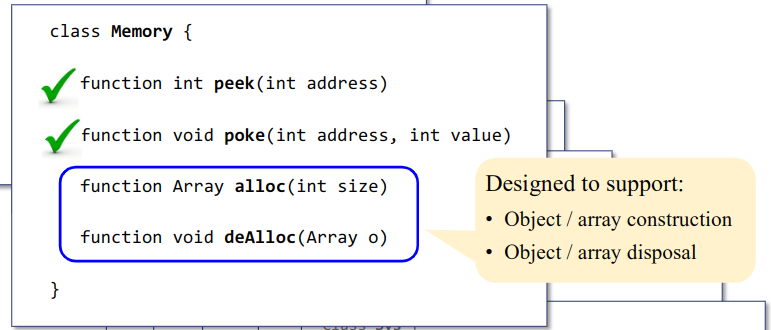 class Memory {
function int peek(int address)
function void poke(int address, int value)
function Array alloc(int size)
function void deAlloc(Array o)
}
Designed to support:
• Object / array construction
• Object / array disposal